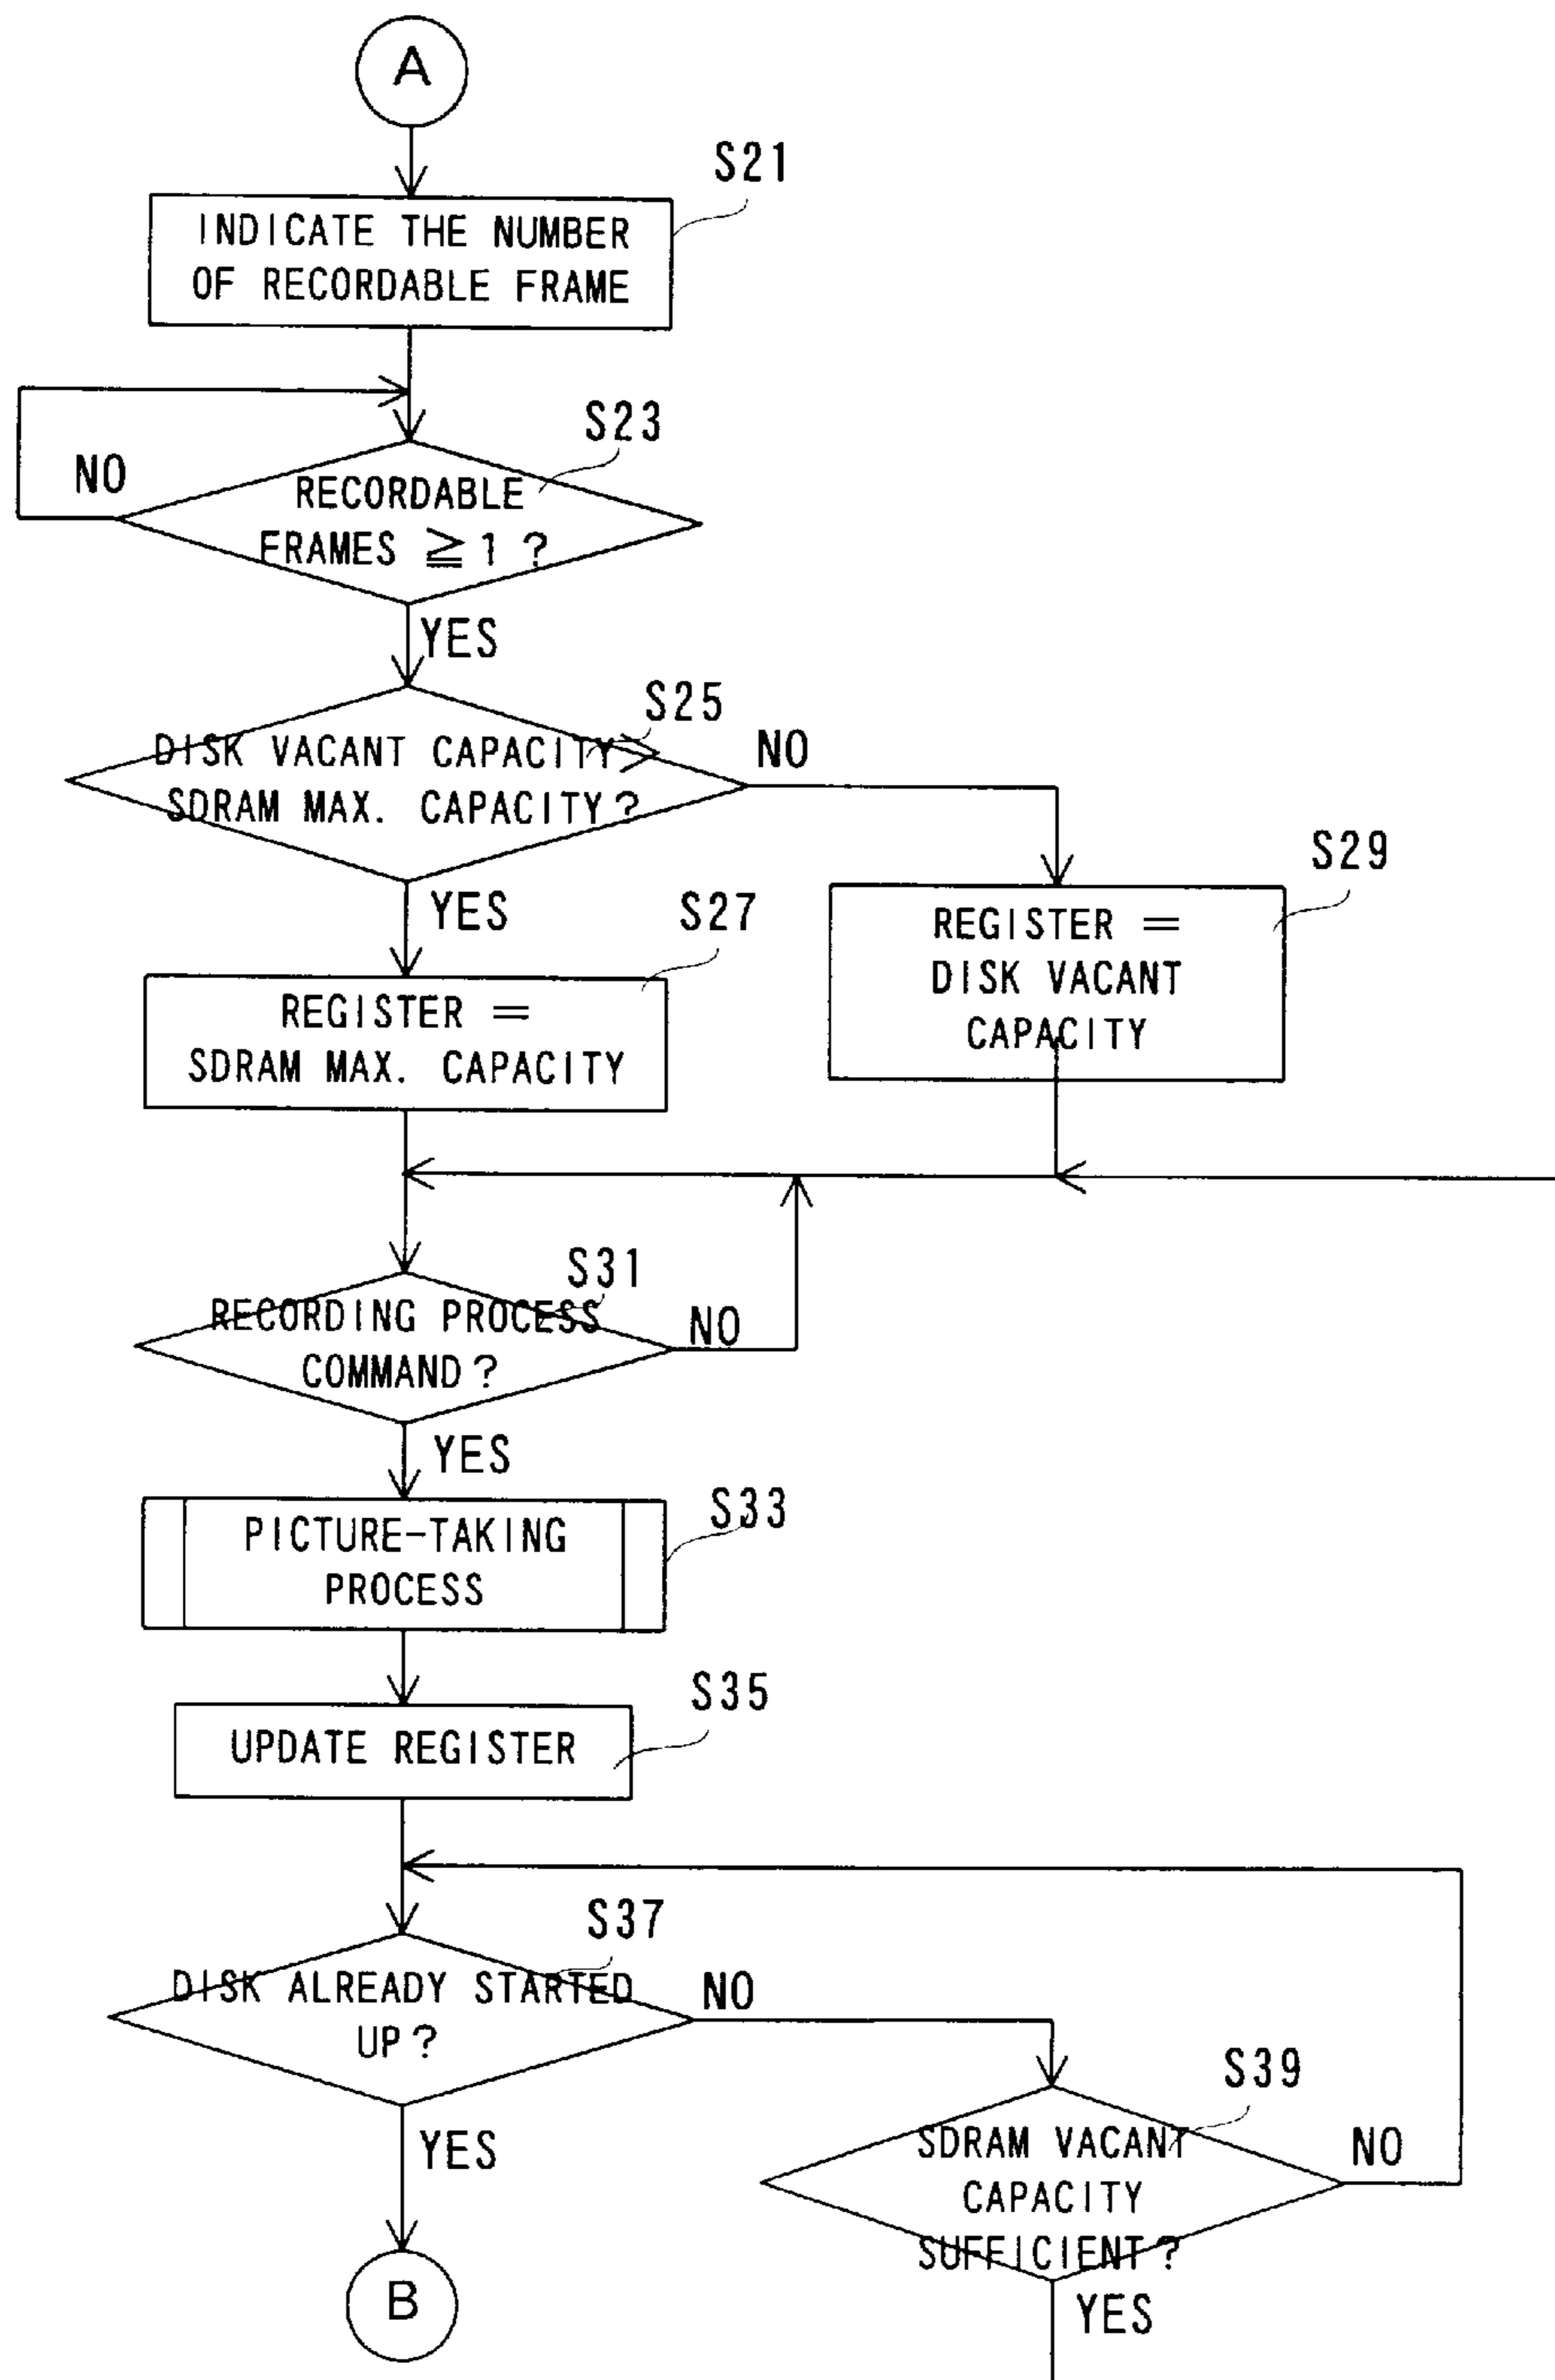 A
S21
INDICATE THE NUMBER
OF RECORDABLE FRAME
S23
NO
RECORDABLE
FRAMES ≧ 1 ?
YES
S25
DISK VACANT CAPACITY >
SDRAM MAX. CAPACITY ?
NO
YES
S27
S29
REGISTER =
SDRAM MAX. CAPACITY
REGISTER =
DISK VACANT
CAPACITY
S31
RECORDING PROCESS
COMMAND ?
NO
YES
S33
PICTURE-TAKING
PROCESS
S35
UPDATE REGISTER
S37
DISK ALREADY STARTED
UP ?
NO
YES
S39
SDRAM VACANT
CAPACITY
SUFFICIENT ?
NO
YES
B